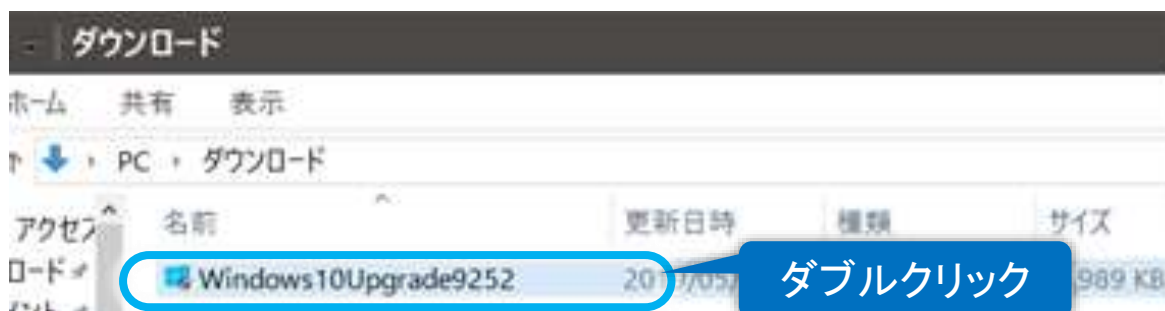 ダウンロード
ホーム 共有 表示
PC › ダウンロード
アクセス
名前 更新日時 種類 サイズ
ロード
Windows10Upgrade9252
ダブルクリック
989 KB